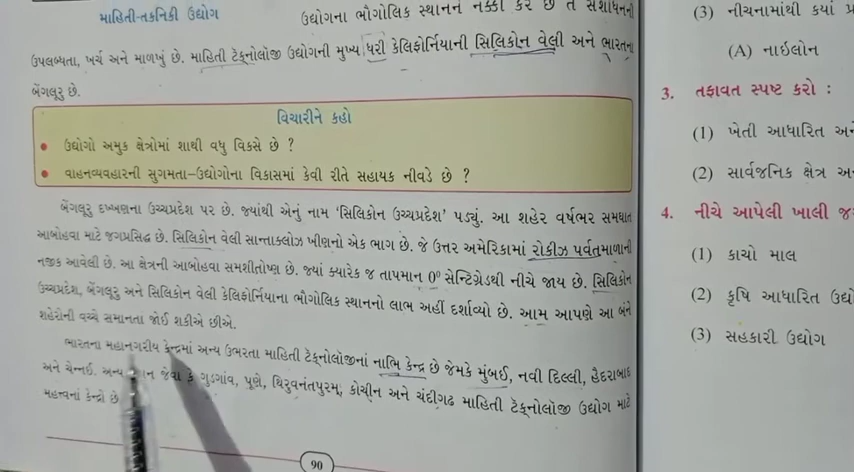 માહિતી-તકનિકી ઉદ્યોગ
ઉદ્યોગના ભૌગોલિક સ્થાનને નક્કી કરે છે તે સંશાધનની
ઉપલબ્ધતા, ખર્ચ અને માળખું છે. માહિતી ટેક્નોલૉજી ઉદ્યોગની મુખ્ય ધરી કેલિફોર્નિયાની સિલિકોન વેલી અને ભારતના
બેંગલૂરુ છે.
વિચારીને કહો
• ઉદ્યોગો અમુક ક્ષેત્રોમાં શાથી વધુ વિકસે છે ?
• વાહનવ્યવહારની સુગમતા-ઉદ્યોગોના વિકાસમાં કેવી રીતે સહાયક નીવડે છે ?
બેંગલૂરુ દખ્ખણના ઉચ્ચપ્રદેશ પર છે. જ્યાંથી એનું નામ ‘સિલિકોન ઉચ્ચપ્રદેશ’ પડ્યું. આ શહેર વર્ષભર સમઘાત
આબોહવા માટે જગપ્રસિદ્ધ છે. સિલિકોન વેલી સાન્તાક્લોઝ ખીણનો એક ભાગ છે. જે ઉત્તર અમેરિકામાં રોકીઝ પર્વતમાળાની
નજીક આવેલી છે. આ ક્ષેત્રની આબોહવા સમશીતોષ્ણ છે. જ્યાં ક્યારેક જ તાપમાન 0° સેન્ટિગ્રેડથી નીચે જાય છે. સિલિકોન
ઉચ્ચપ્રદેશ, બેંગલૂરુ અને સિલિકોન વેલી કેલિફોર્નિયાના ભૌગોલિક સ્થાનનો લાભ અહીં દર્શાવ્યો છે. આમ આપણે આ બંને
શહેરોની વચ્ચે સમાનતા જોઈ શકીએ છીએ.
ભારતના મહાનગરીય કેન્દ્રમાં અન્ય ઉભરતા માહિતી ટેક્નોલૉજીનાં નાભિ કેન્દ્ર છે જેમકે મુંબઈ, નવી દિલ્લી, હૈદરાબાદ
અને ચેન્નઈ. અન્ય જેવા કે ગુડગાંવ, પૂણે, થિરુવનંતપુરમ્, કોચીન અને ચંદીગઢ માહિતી ટેક્નોલૉજી ઉદ્યોગ માટે
મહત્વનાં કેન્દ્રો છે
90
(3) નીચનામાંથી કયાં
(A) નાઇલોન
3. તફાવત સ્પષ્ટ કરો :
(1) ખેતી આધારિત
(2) સાર્વજનિક ક્ષેત્ર
4. નીચે આપેલી ખાલી
(1) કાચો માલ
(2) કૃષિ આધારિત
(3) સહકારી ઉદ્યોગ